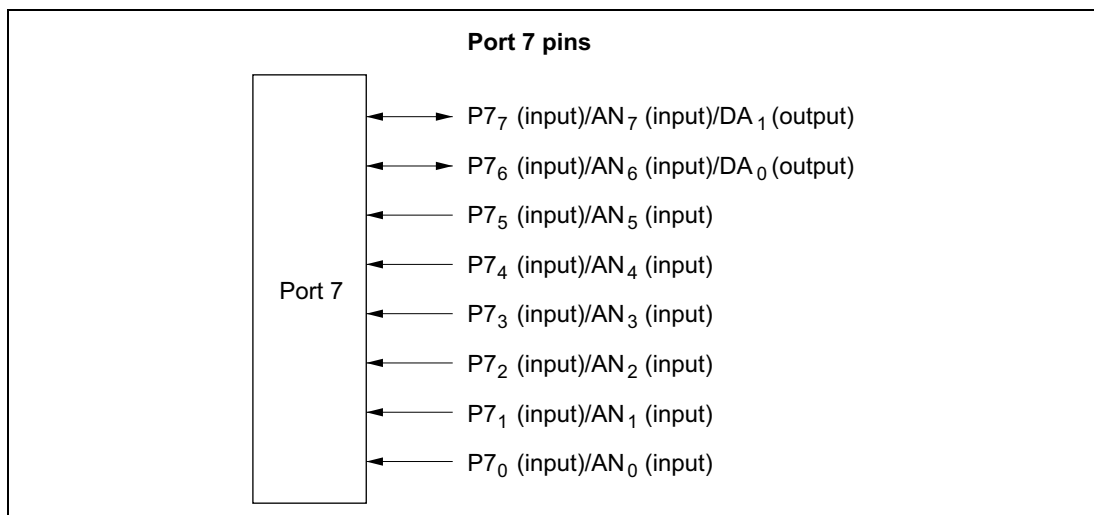 Port 7 pins
P7₇ (input)/AN₇ (input)/DA₁ (output)
P7₆ (input)/AN₆ (input)/DA₀ (output)
P7₅ (input)/AN₅ (input)
P7₄ (input)/AN₄ (input)
Port 7
P7₃ (input)/AN₃ (input)
P7₂ (input)/AN₂ (input)
P7₁ (input)/AN₁ (input)
P7₀ (input)/AN₀ (input)